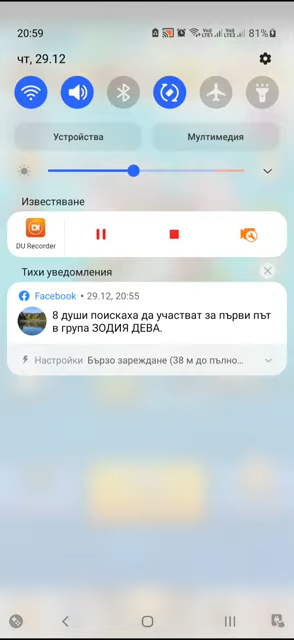 20:59
81%
чт, 29.12
Устройства
Мултимедия
Известяване
DU Recorder
Тихи уведомления
Facebook • 29.12, 20:55
8 души поискаха да участват за първи път
в група ЗОДИЯ ДЕВА.
Настройки Бързо зареждане (38 м до пълно...